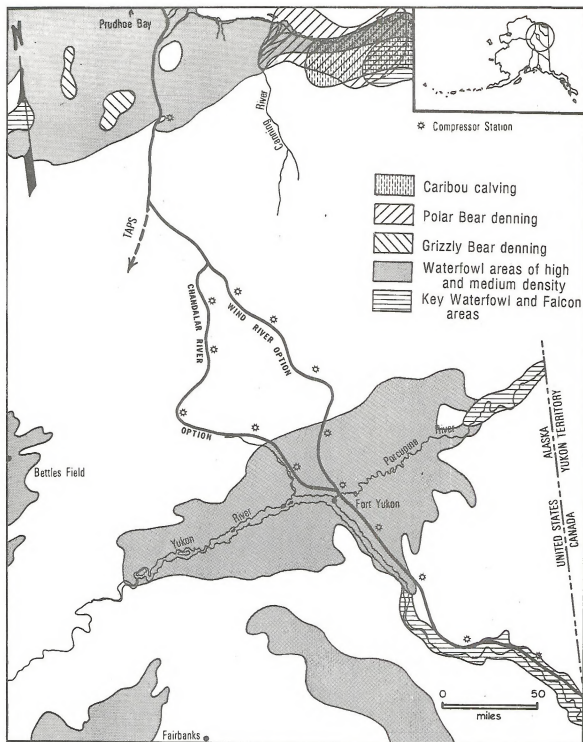 Prudhoe Bay
N
Canning River
Compressor Station
TAPS
Caribou calving
Polar Bear denning
Grizzly Bear denning
Waterfowl areas of high
and medium density
Key Waterfowl and Falcon
areas
CHANDALAR RIVER
OPTION
WIND RIVER OPTION
Porcupine River
ALASKA
YUKON TERRITORY
Bettles Field
Fort Yukon
Yukon River
UNITED STATES
CANADA
0 50
miles
Fairbanks